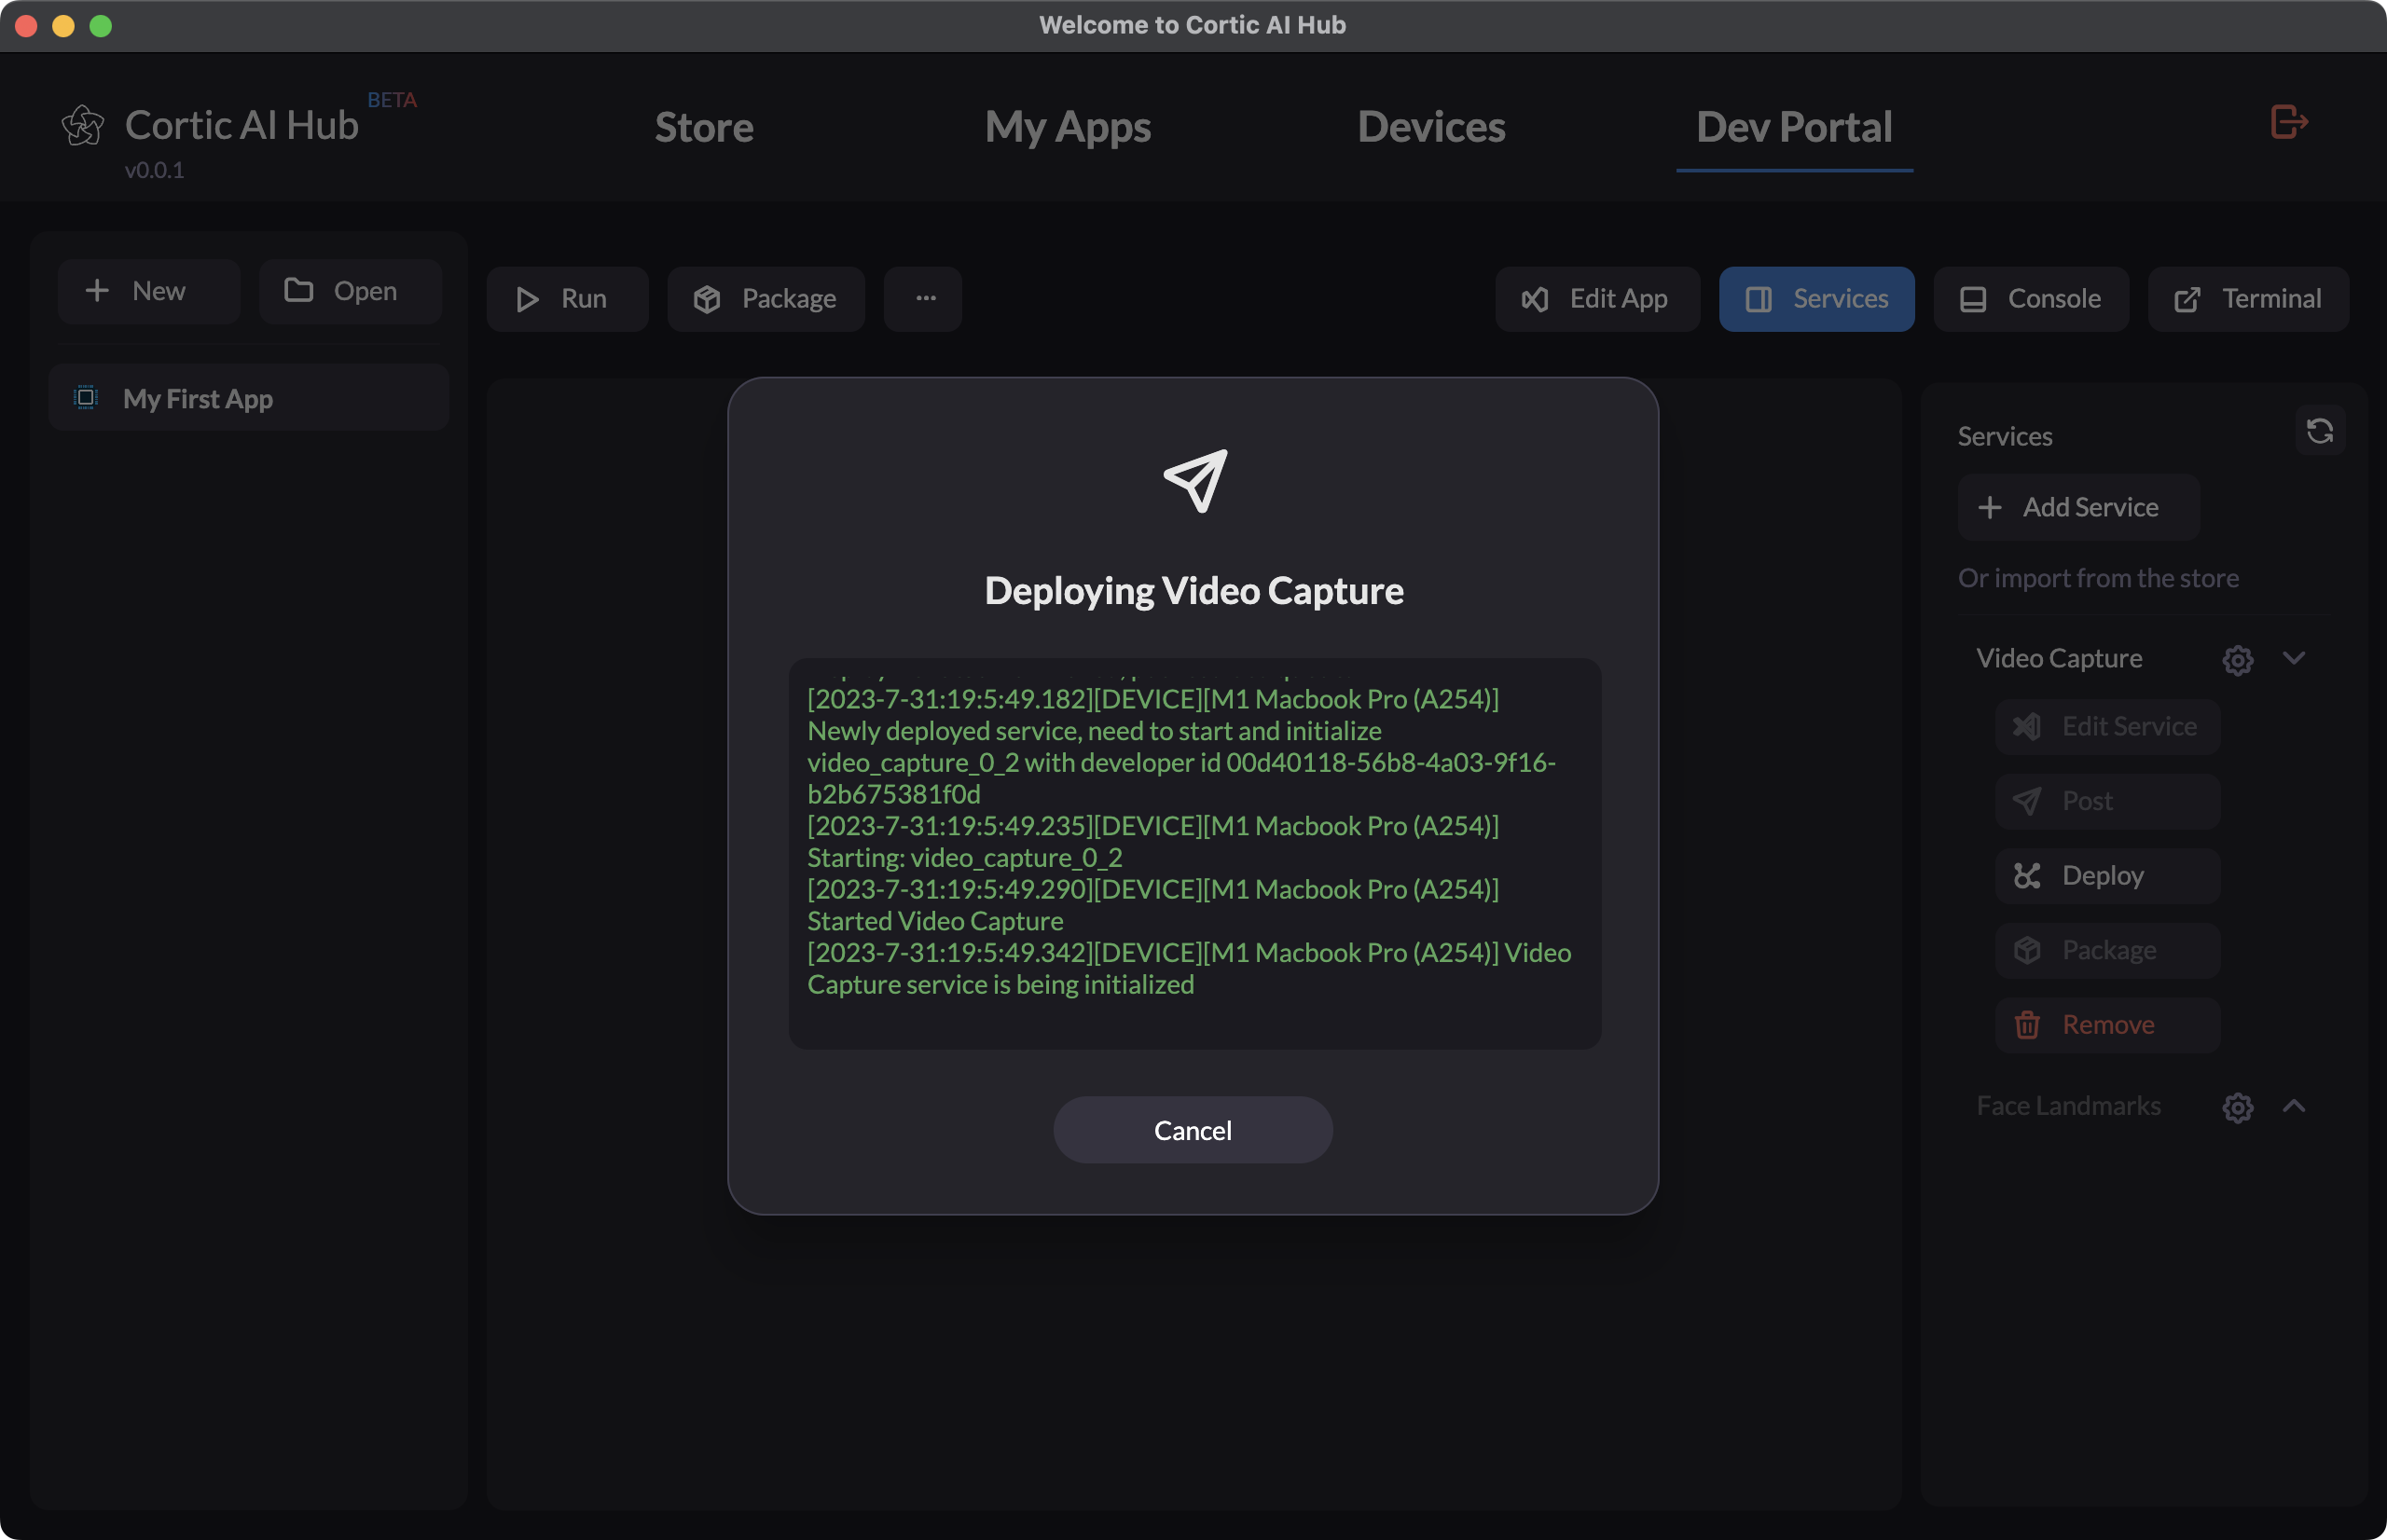 Welcome to Cortic AI Hub
Cortic AI Hub BETA
v0.0.1
Store
My Apps
Devices
Dev Portal
New
Open
My First App
Run
Package
...
Edit App
Services
Console
Terminal
Deploying Video Capture
[2023-7-31:19:5:49.182][DEVICE][M1 Macbook Pro (A254)]
Newly deployed service, need to start and initialize
video_capture_0_2 with developer id 00d40118-56b8-4a03-9f16-
b2b675381f0d
[2023-7-31:19:5:49.235][DEVICE][M1 Macbook Pro (A254)]
Starting: video_capture_0_2
[2023-7-31:19:5:49.290][DEVICE][M1 Macbook Pro (A254)]
Started Video Capture
[2023-7-31:19:5:49.342][DEVICE][M1 Macbook Pro (A254)] Video
Capture service is being initialized
Cancel
Services
Add Service
Or import from the store
Video Capture
Edit Service
Post
Deploy
Package
Remove
Face Landmarks